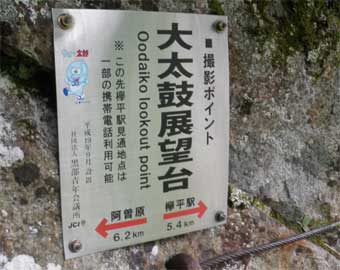 ■撮影ポイント
大太鼓展望台
Oodaiko lookout point
※この先欅平駅見通地点は
一部の携帯電話利用可能
平成19年9月 設置
社団法人 黒部青年会議所
JCI
欅平駅
5.4km
阿曽原
6.2km